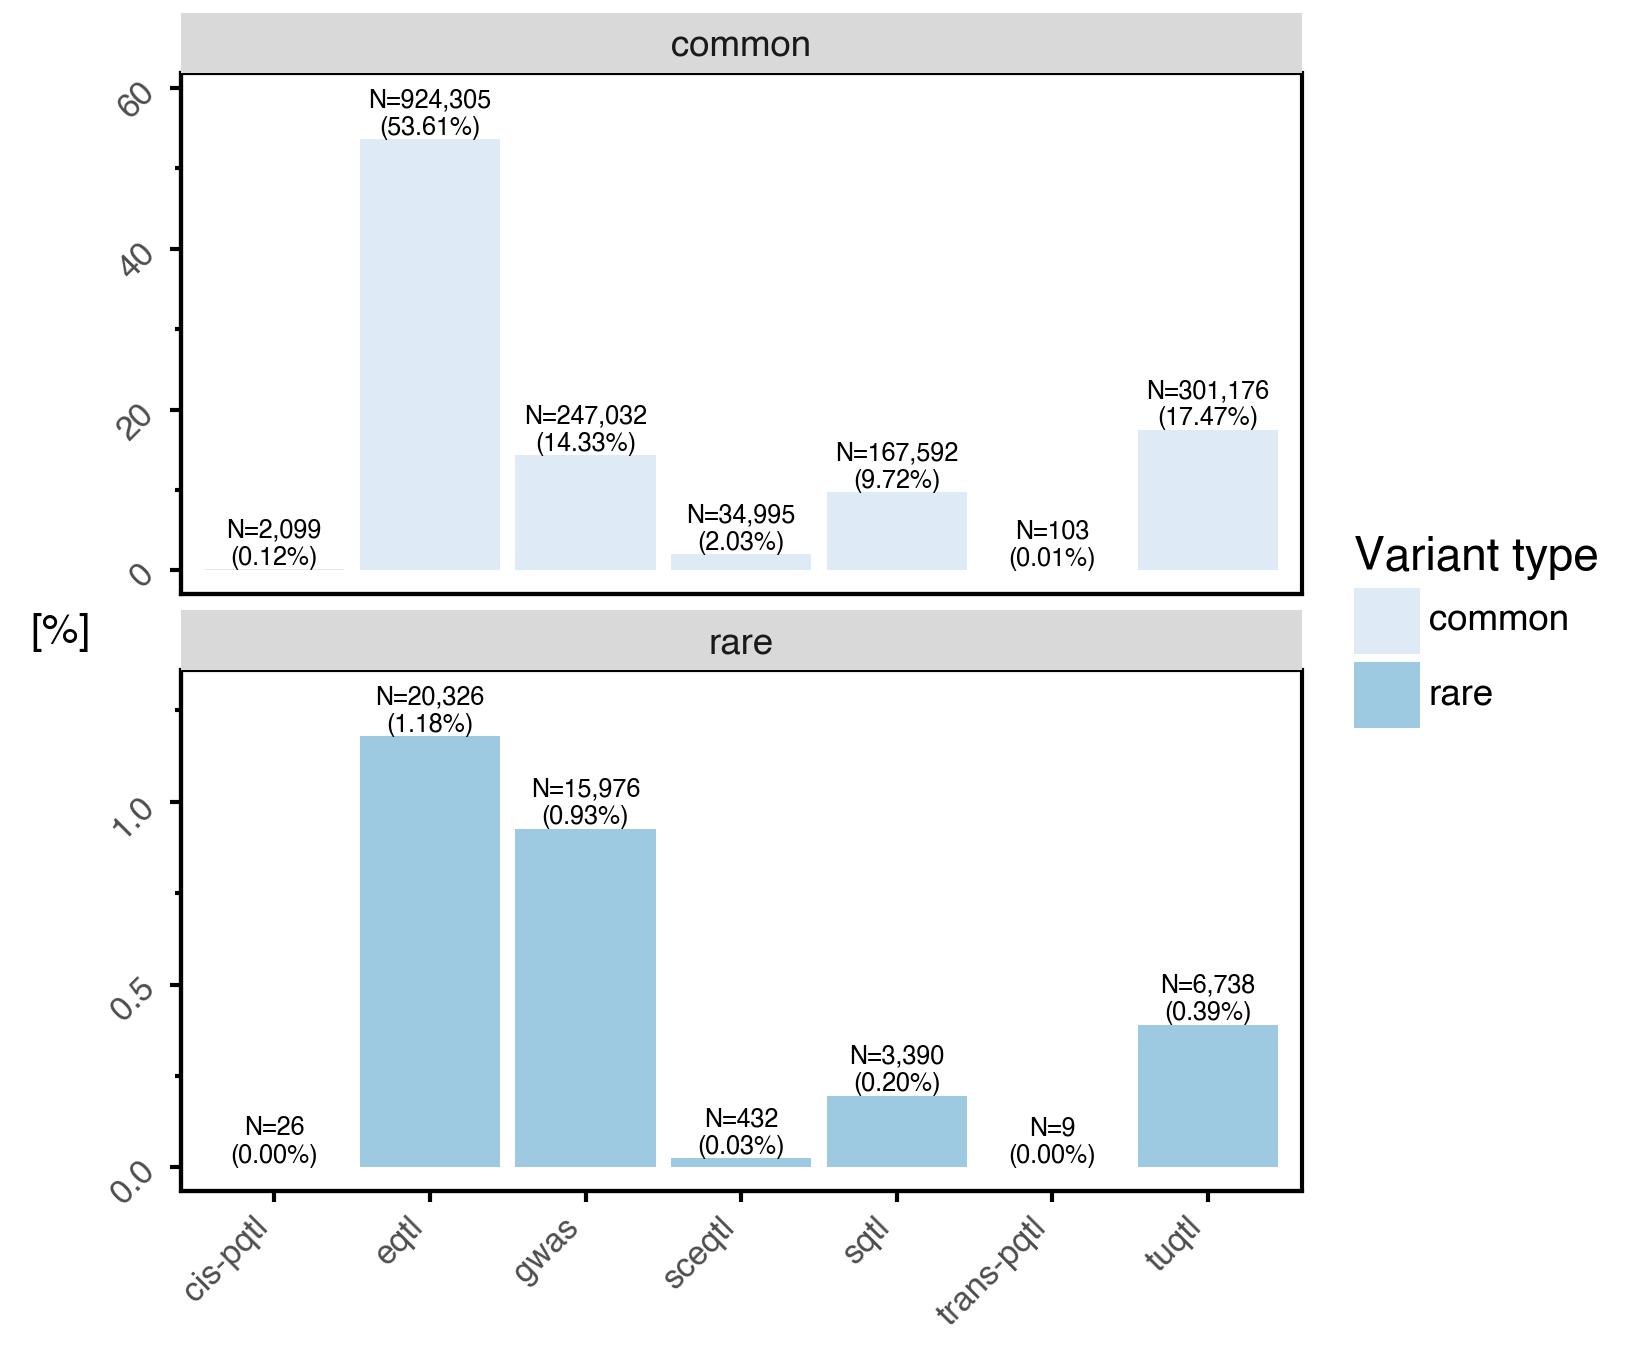 common
60
40
20
0
N=2,099
(0.12%)
N=924,305
(53.61%)
N=247,032
(14.33%)
N=34,995
(2.03%)
N=167,592
(9.72%)
N=103
(0.01%)
N=301,176
(17.47%)
[%]
rare
1.0
0.5
0.0
N=26
(0.00%)
N=20,326
(1.18%)
N=15,976
(0.93%)
N=432
(0.03%)
N=3,390
(0.20%)
N=9
(0.00%)
N=6,738
(0.39%)
cis-pqtl
eqtl
gwas
sceqtl
sqtl
trans-pqtl
tuqtl
Variant type
common
rare